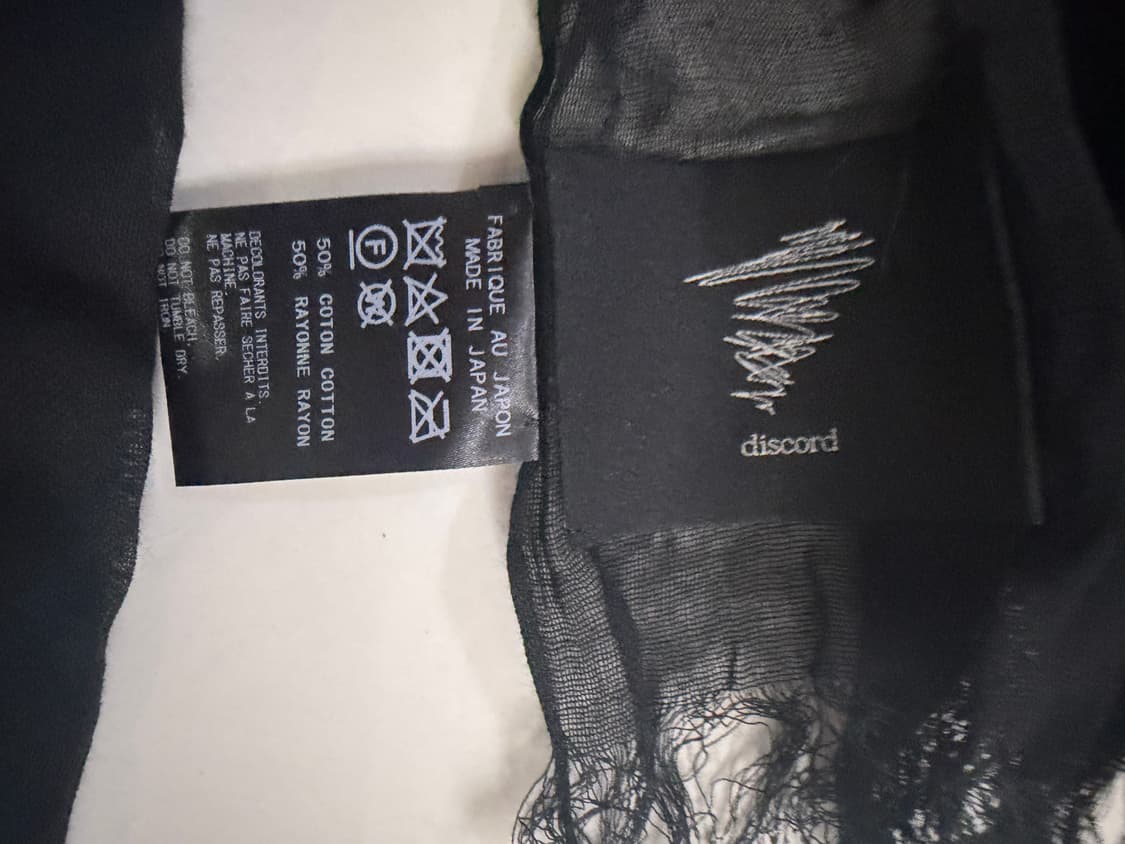 FABRIQUE AU JAPON
MADE IN JAPAN
F
50% COTON COTTON
50% RAYONNE RAYON
DECOLORANTS INTERDITS.
NE PAS FAIRE SECHER A LA
MACHINE.
NE PAS REPASSER.
DO NOT BLEACH.
DO NOT TUMBLE DRY.
DO NOT IRON
discord